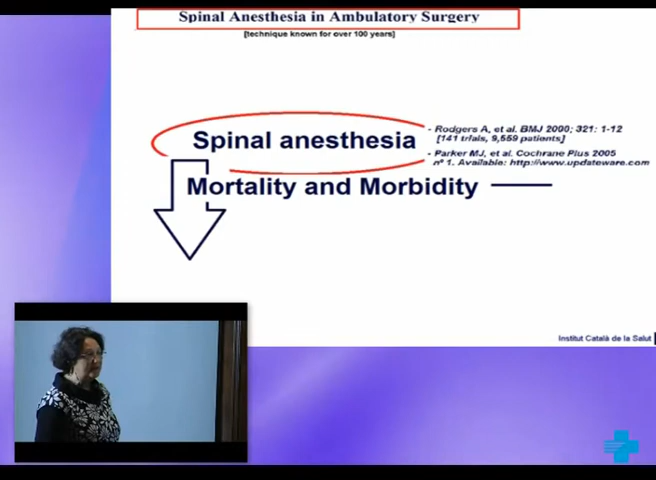 Spinal Anesthesia in Ambulatory Surgery
[technique known for over 100 years]
Spinal anesthesia
- Rodgers A, et al. BMJ 2000; 321: 1-12
[141 trials, 9,559 patients]
- Parker MJ, et al. Cochrane Plus 2005
nº 1. Available: http://www.updateware.com
Mortality and Morbidity
Institut Català de la Salut